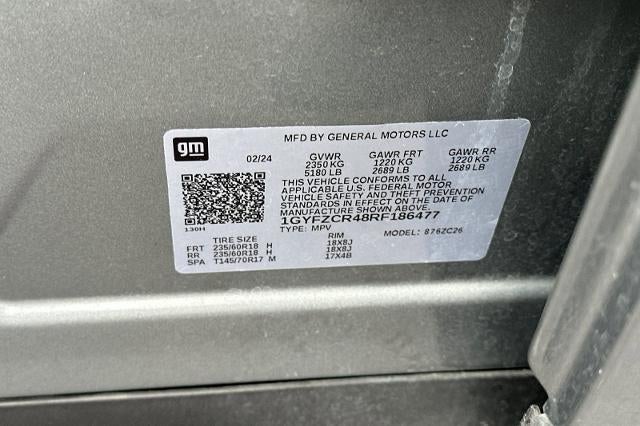 gm
MFD BY GENERAL MOTORS LLC
02/24 GVWR GAWR FRT GAWR RR
2350 KG 1220 KG 1220 KG
5180 LB 2689 LB 2689 LB
THIS VEHICLE CONFORMS TO ALL
APPLICABLE U.S. FEDERAL MOTOR
VEHICLE SAFETY AND THEFT PREVENTION
STANDARDS IN EFFECT ON THE DATE OF
MANUFACTURE SHOWN ABOVE.
1GYFZCR48RF186477
130H
TYPE: MPV MODEL: 876ZC26
TIRE SIZE RIM
FRT 235/60R18 H 18X8J
RR 235/60R18 H 18X8J
SPA T145/70R17 M 17X4B